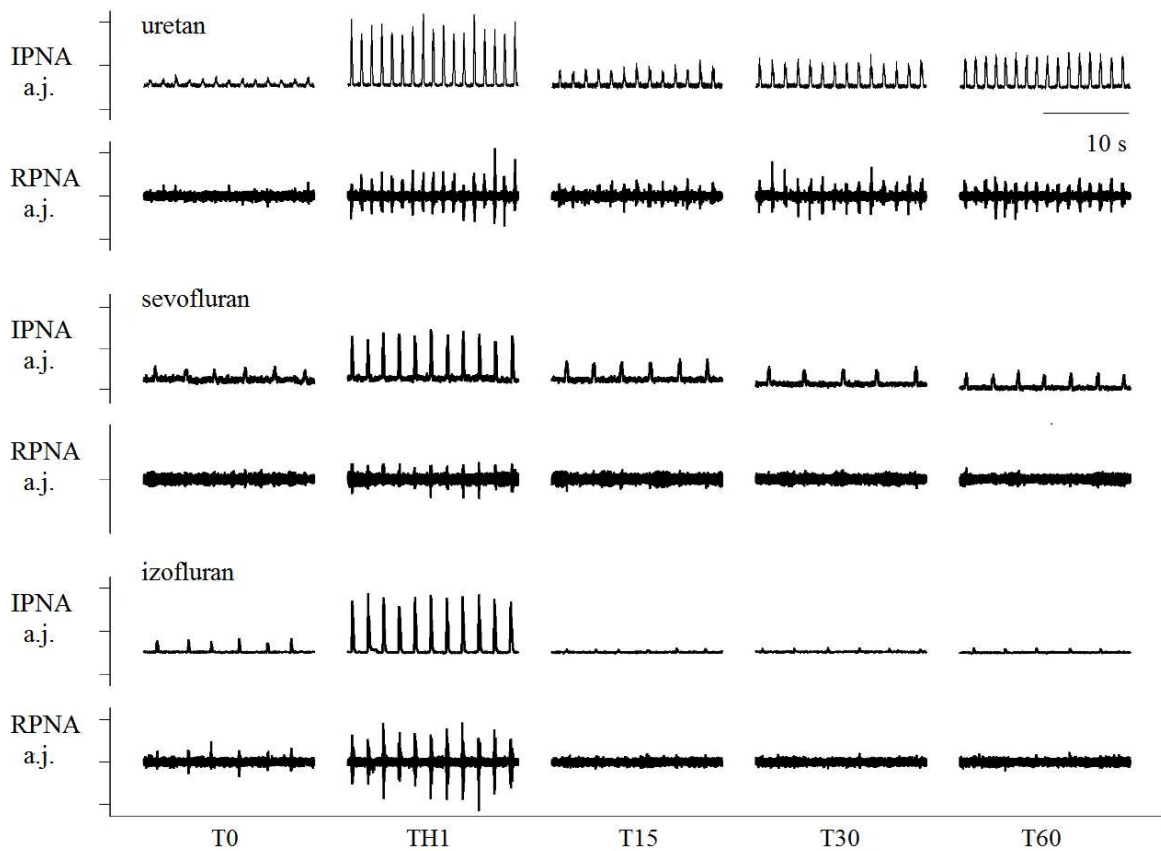 uretan
IPNA
a.j.
10 s
RPNA
a.j.
sevofluran
IPNA
a.j.
RPNA
a.j.
izofluran
IPNA
a.j.
RPNA
a.j.
T0 TH1 T15 T30 T60